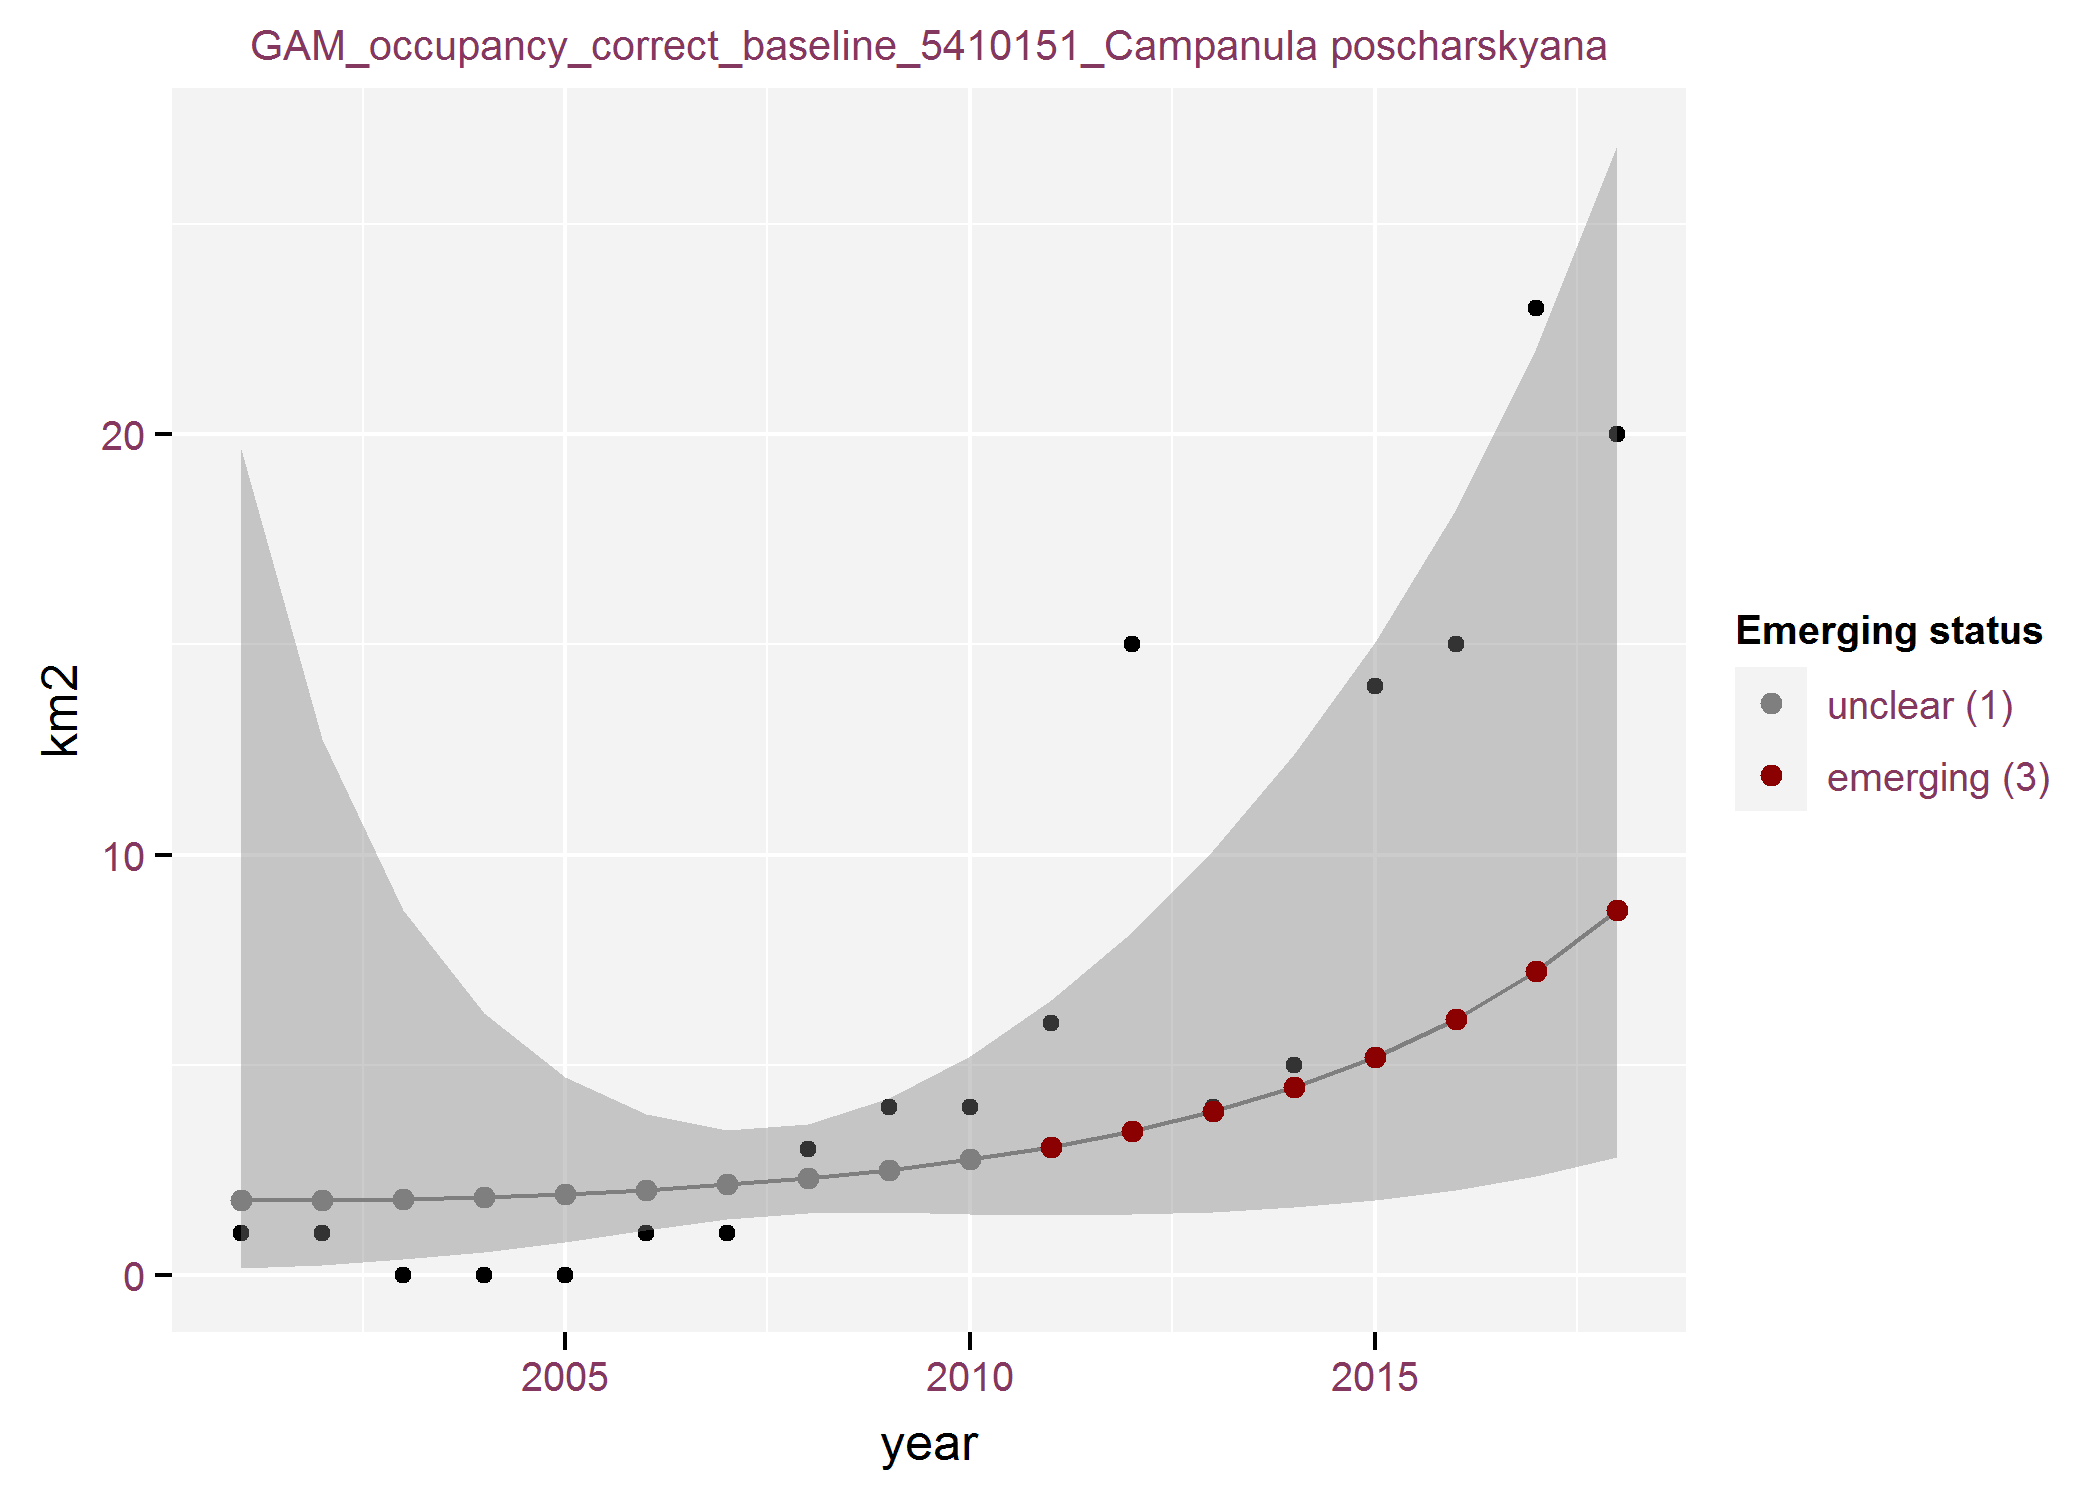 GAM_occupancy_correct_baseline_5410151_Campanula poscharskyana
km2
20
10
0
2005
2010
2015
year
Emerging status
unclear (1)
emerging (3)